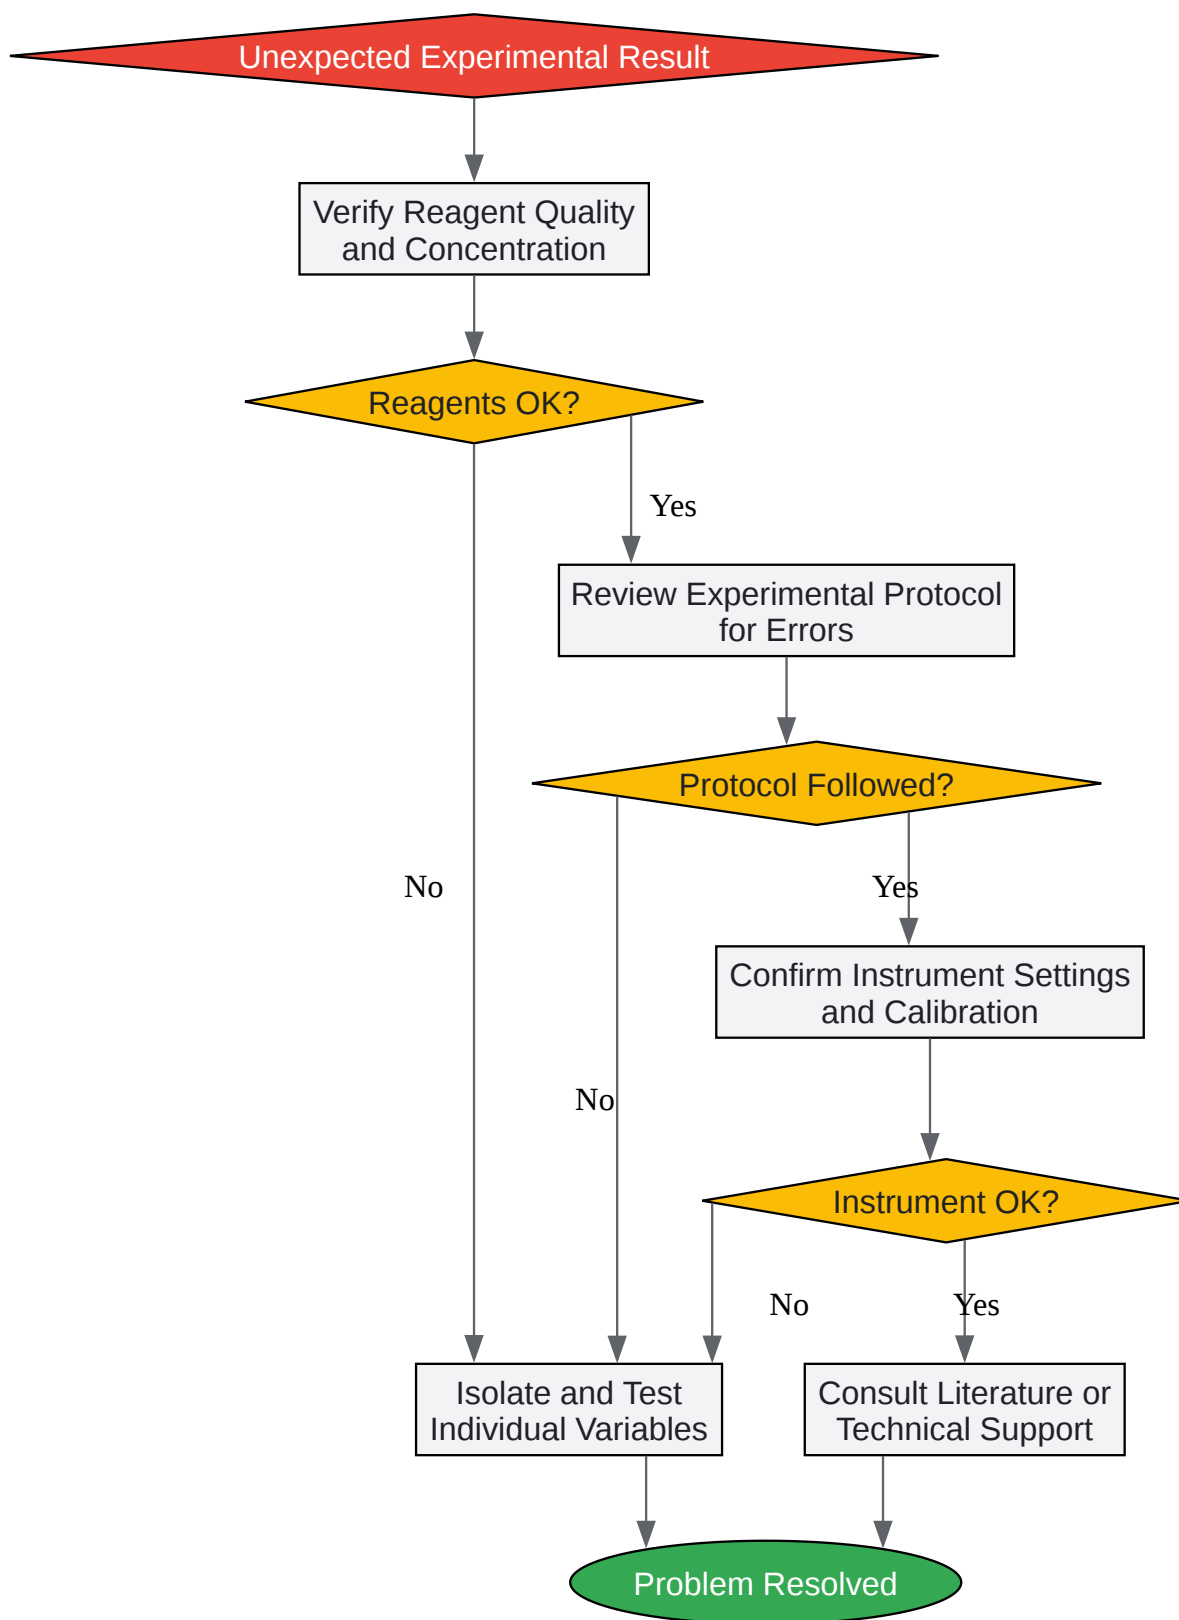 Unexpected Experimental Result
Verify Reagent Quality
and Concentration
Reagents OK?
Yes
Review Experimental Protocol
for Errors
Protocol Followed?
No
Yes
Confirm Instrument Settings
and Calibration
No
Instrument OK?
No
Yes
Isolate and Test
Individual Variables
Consult Literature or
Technical Support
Problem Resolved